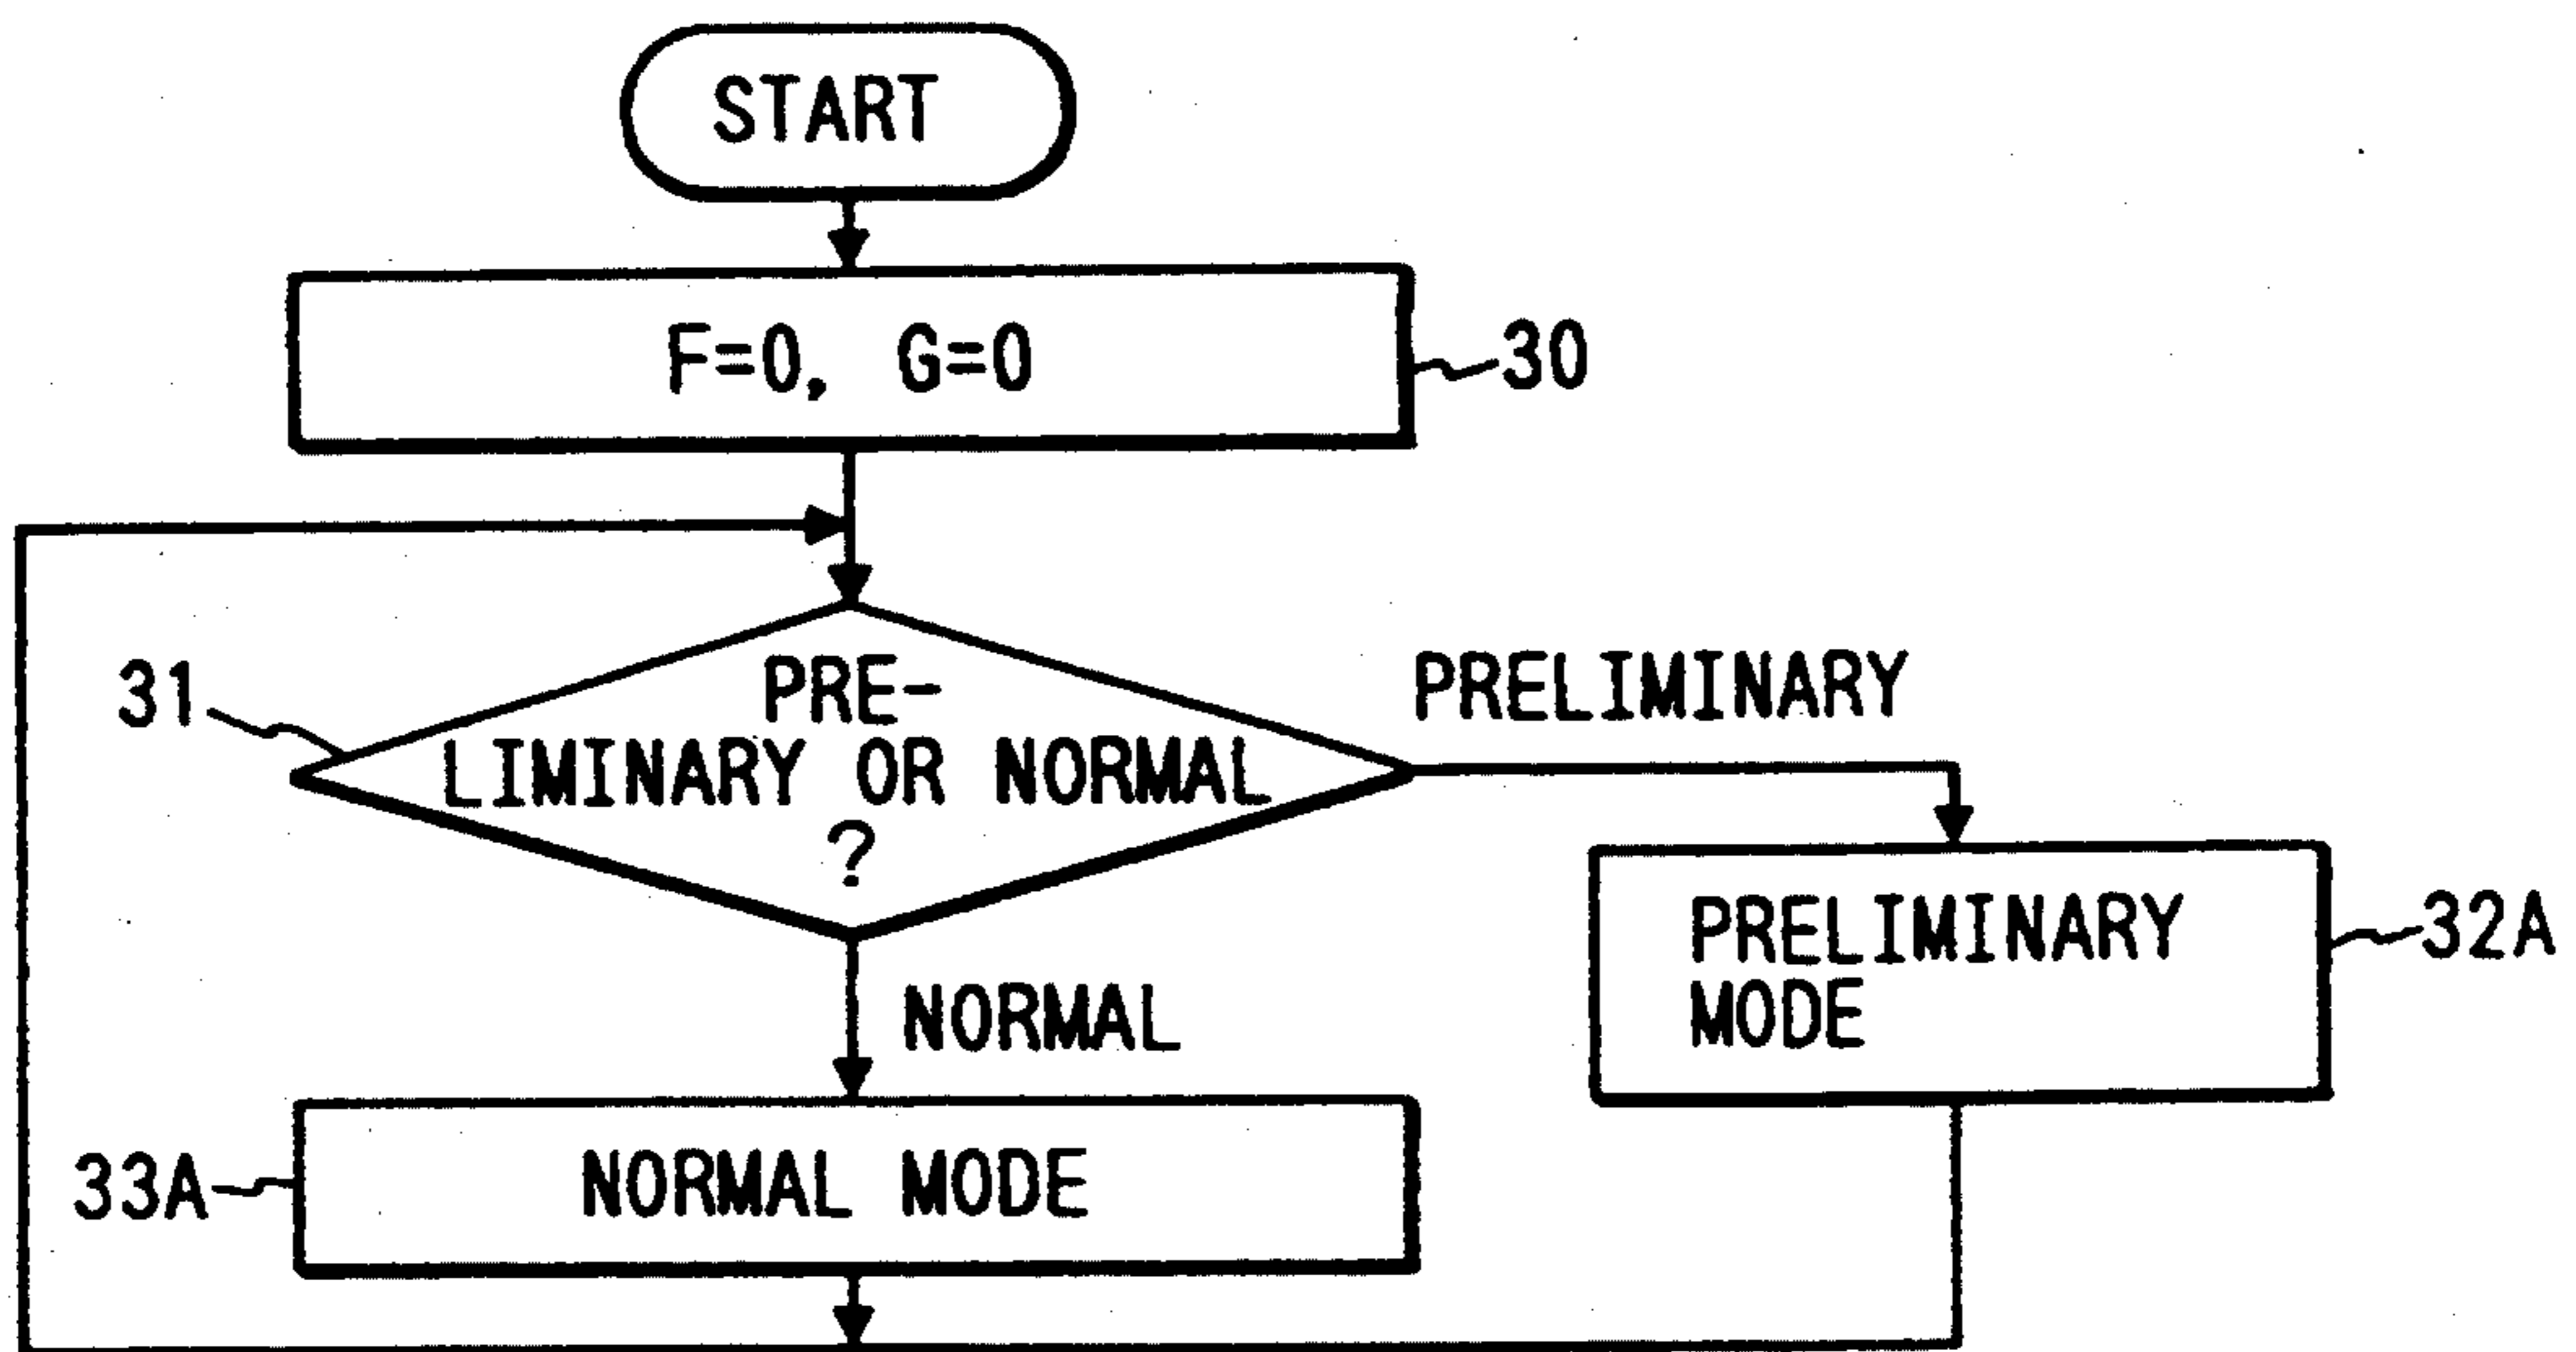 START
F=0, G=0
30
31
PRE-
LIMINARY OR NORMAL
?
PRELIMINARY
PRELIMINARY
MODE
32A
NORMAL
33A
NORMAL MODE